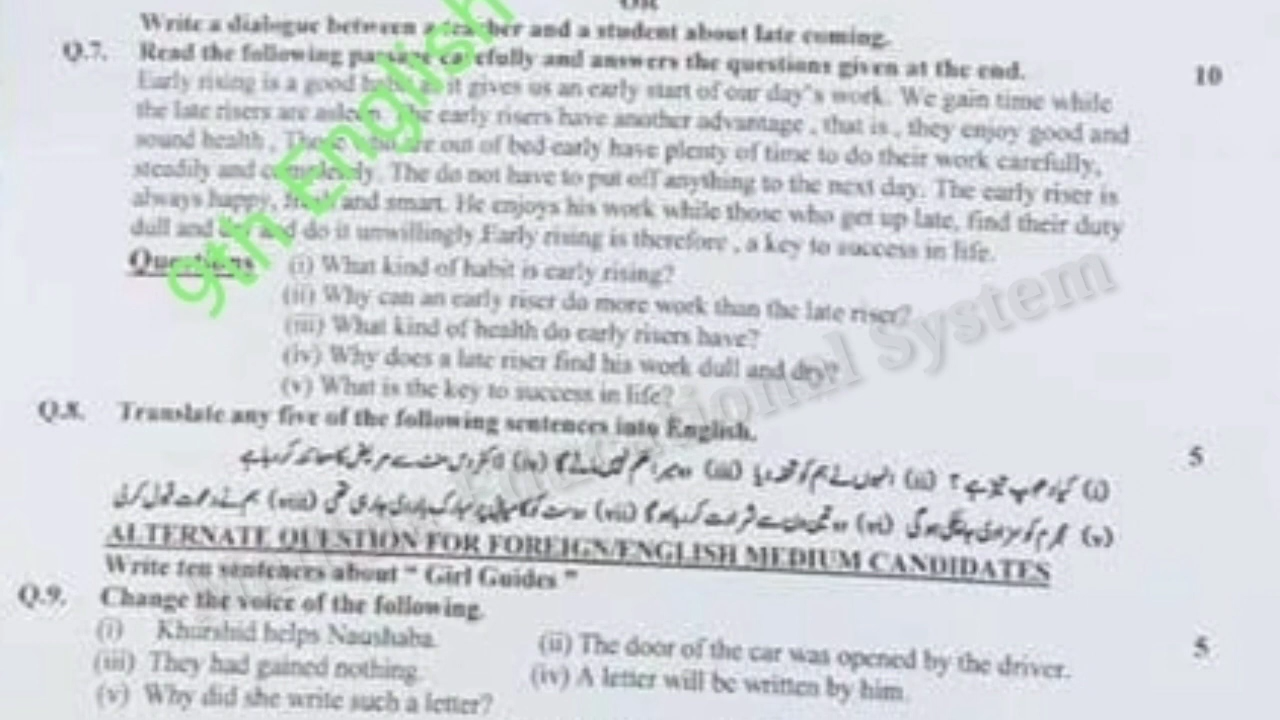 OR
Write a dialogue between a teacher and a student about late coming.
Q.7. Read the following passage carefully and answers the questions given at the end. 10
Early rising is a good habit as it gives us an early start of our day's work. We gain time while
the late risers are asleep. The early risers have another advantage , that is , they enjoy good and
sound health . Those who are out of bed early have plenty of time to do their work carefully,
steadily and completely. The do not have to put off anything to the next day. The early riser is
always happy, and smart. He enjoys his work while those who get up late, find their duty
dull and dry and do it unwillingly.Early rising is therefore , a key to success in life.
Questions (i) What kind of habit is early rising?
(ii) Why can an early riser do more work than the late riser?
(iii) What kind of health do early risers have?
(iv) Why does a late riser find his work dull and dry?
(v) What is the key to success in life?
Q.8. Translate any five of the following sentences into English. 5
(i) (ii) (iii) (iv)
(v) (vi) (vii) (viii)
ALTERNATE QUESTION FOR FOREIGN/ENGLISH MEDIUM CANDIDATES
Write ten sentences about " Girl Guides "
Q.9. Change the voice of the following. 5
(i) Khurshid helps Naushaba. (ii) The door of the car was opened by the driver.
(iii) They had gained nothing. (iv) A letter will be written by him.
(v) Why did she write such a letter?
9th English
Educational System